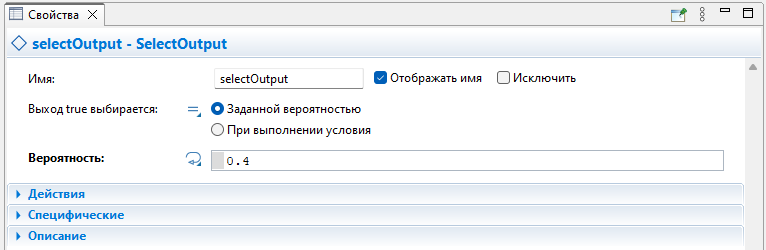 Свойства
selectOutput - SelectOutput
Имя: selectOutput Отображать имя Исключить
Выход true выбирается: Заданной вероятностью
При выполнении условия
Вероятность: 0.4
Действия
Специфические
Описание